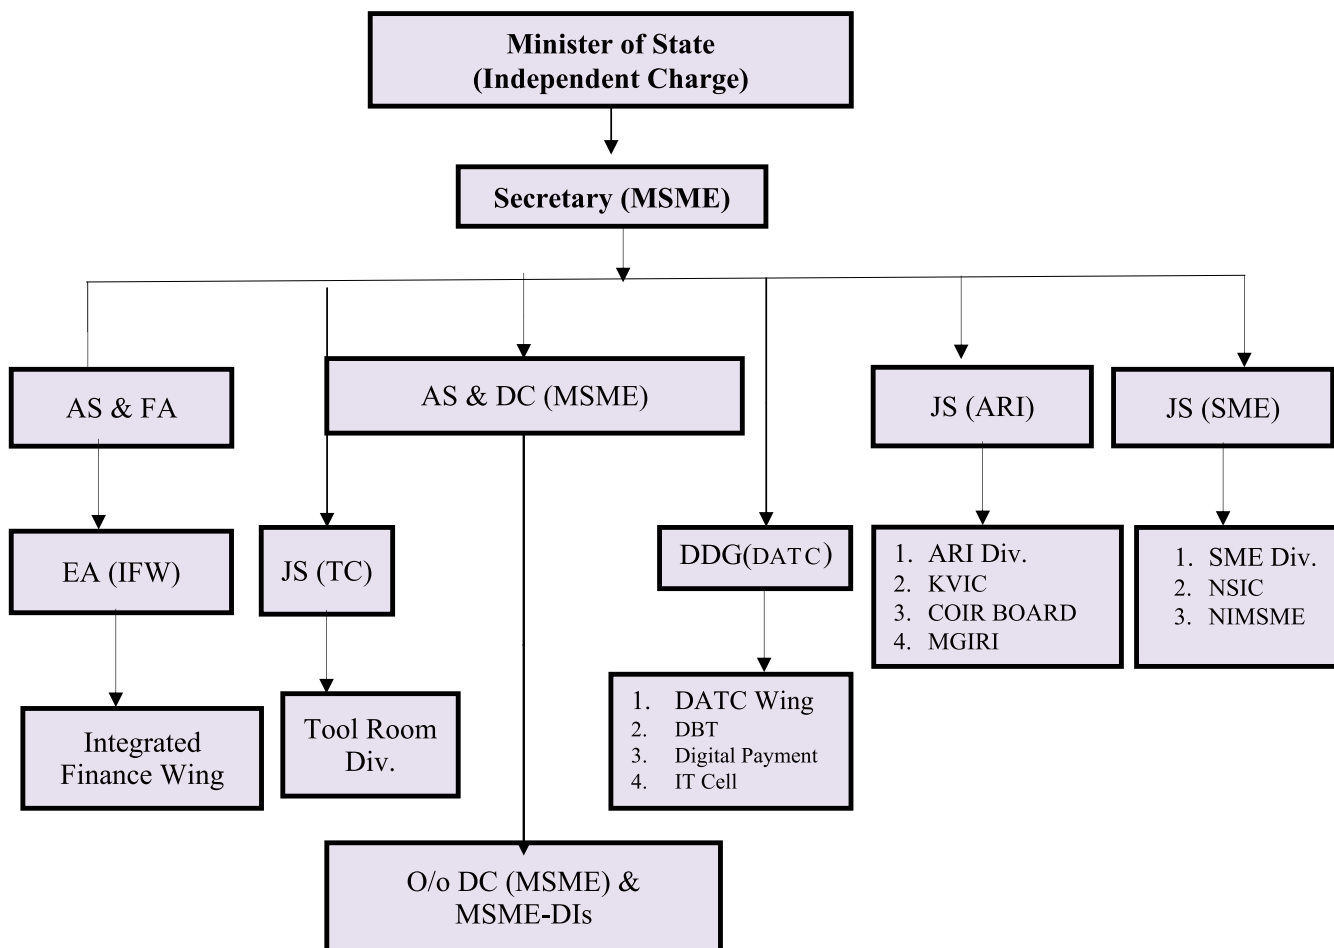 Minister of State
(Independent Charge)
Secretary (MSME)
AS & FA
AS & DC (MSME)
JS (ARI)
JS (SME)
EA (IFW)
JS (TC)
DDG(DATC)
1. ARI Div.
2. KVIC
3. COIR BOARD
4. MGIRI
1. SME Div.
2. NSIC
3. NIMSME
Integrated
Finance Wing
Tool Room
Div.
1. DATC Wing
2. DBT
3. Digital Payment
4. IT Cell
O/o DC (MSME) &
MSME-DIs